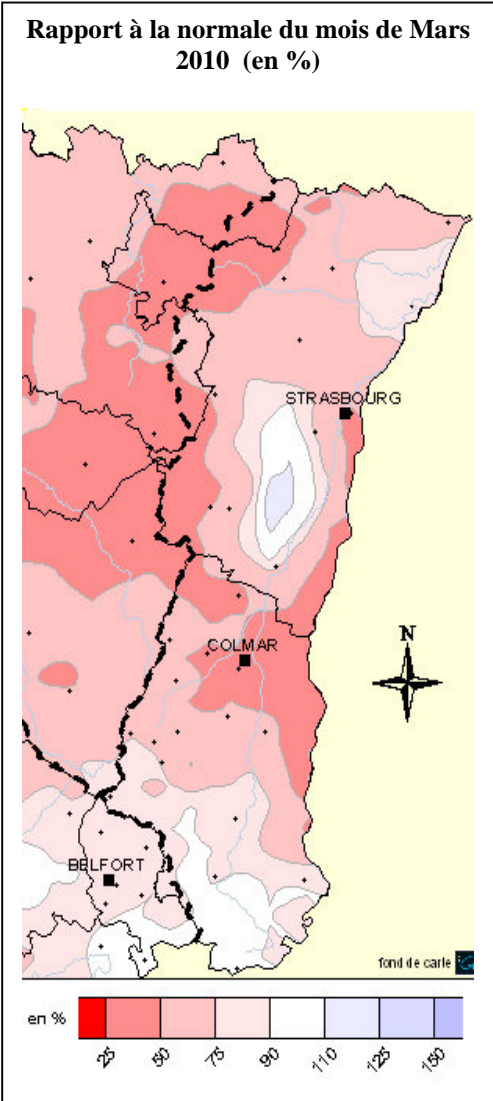 Rapport à la normale du mois de Mars
2010 (en %)
STRASBOURG
COLMAR
N
BELFORT
fond de carte
en %
25 50 75 90 110 125 150